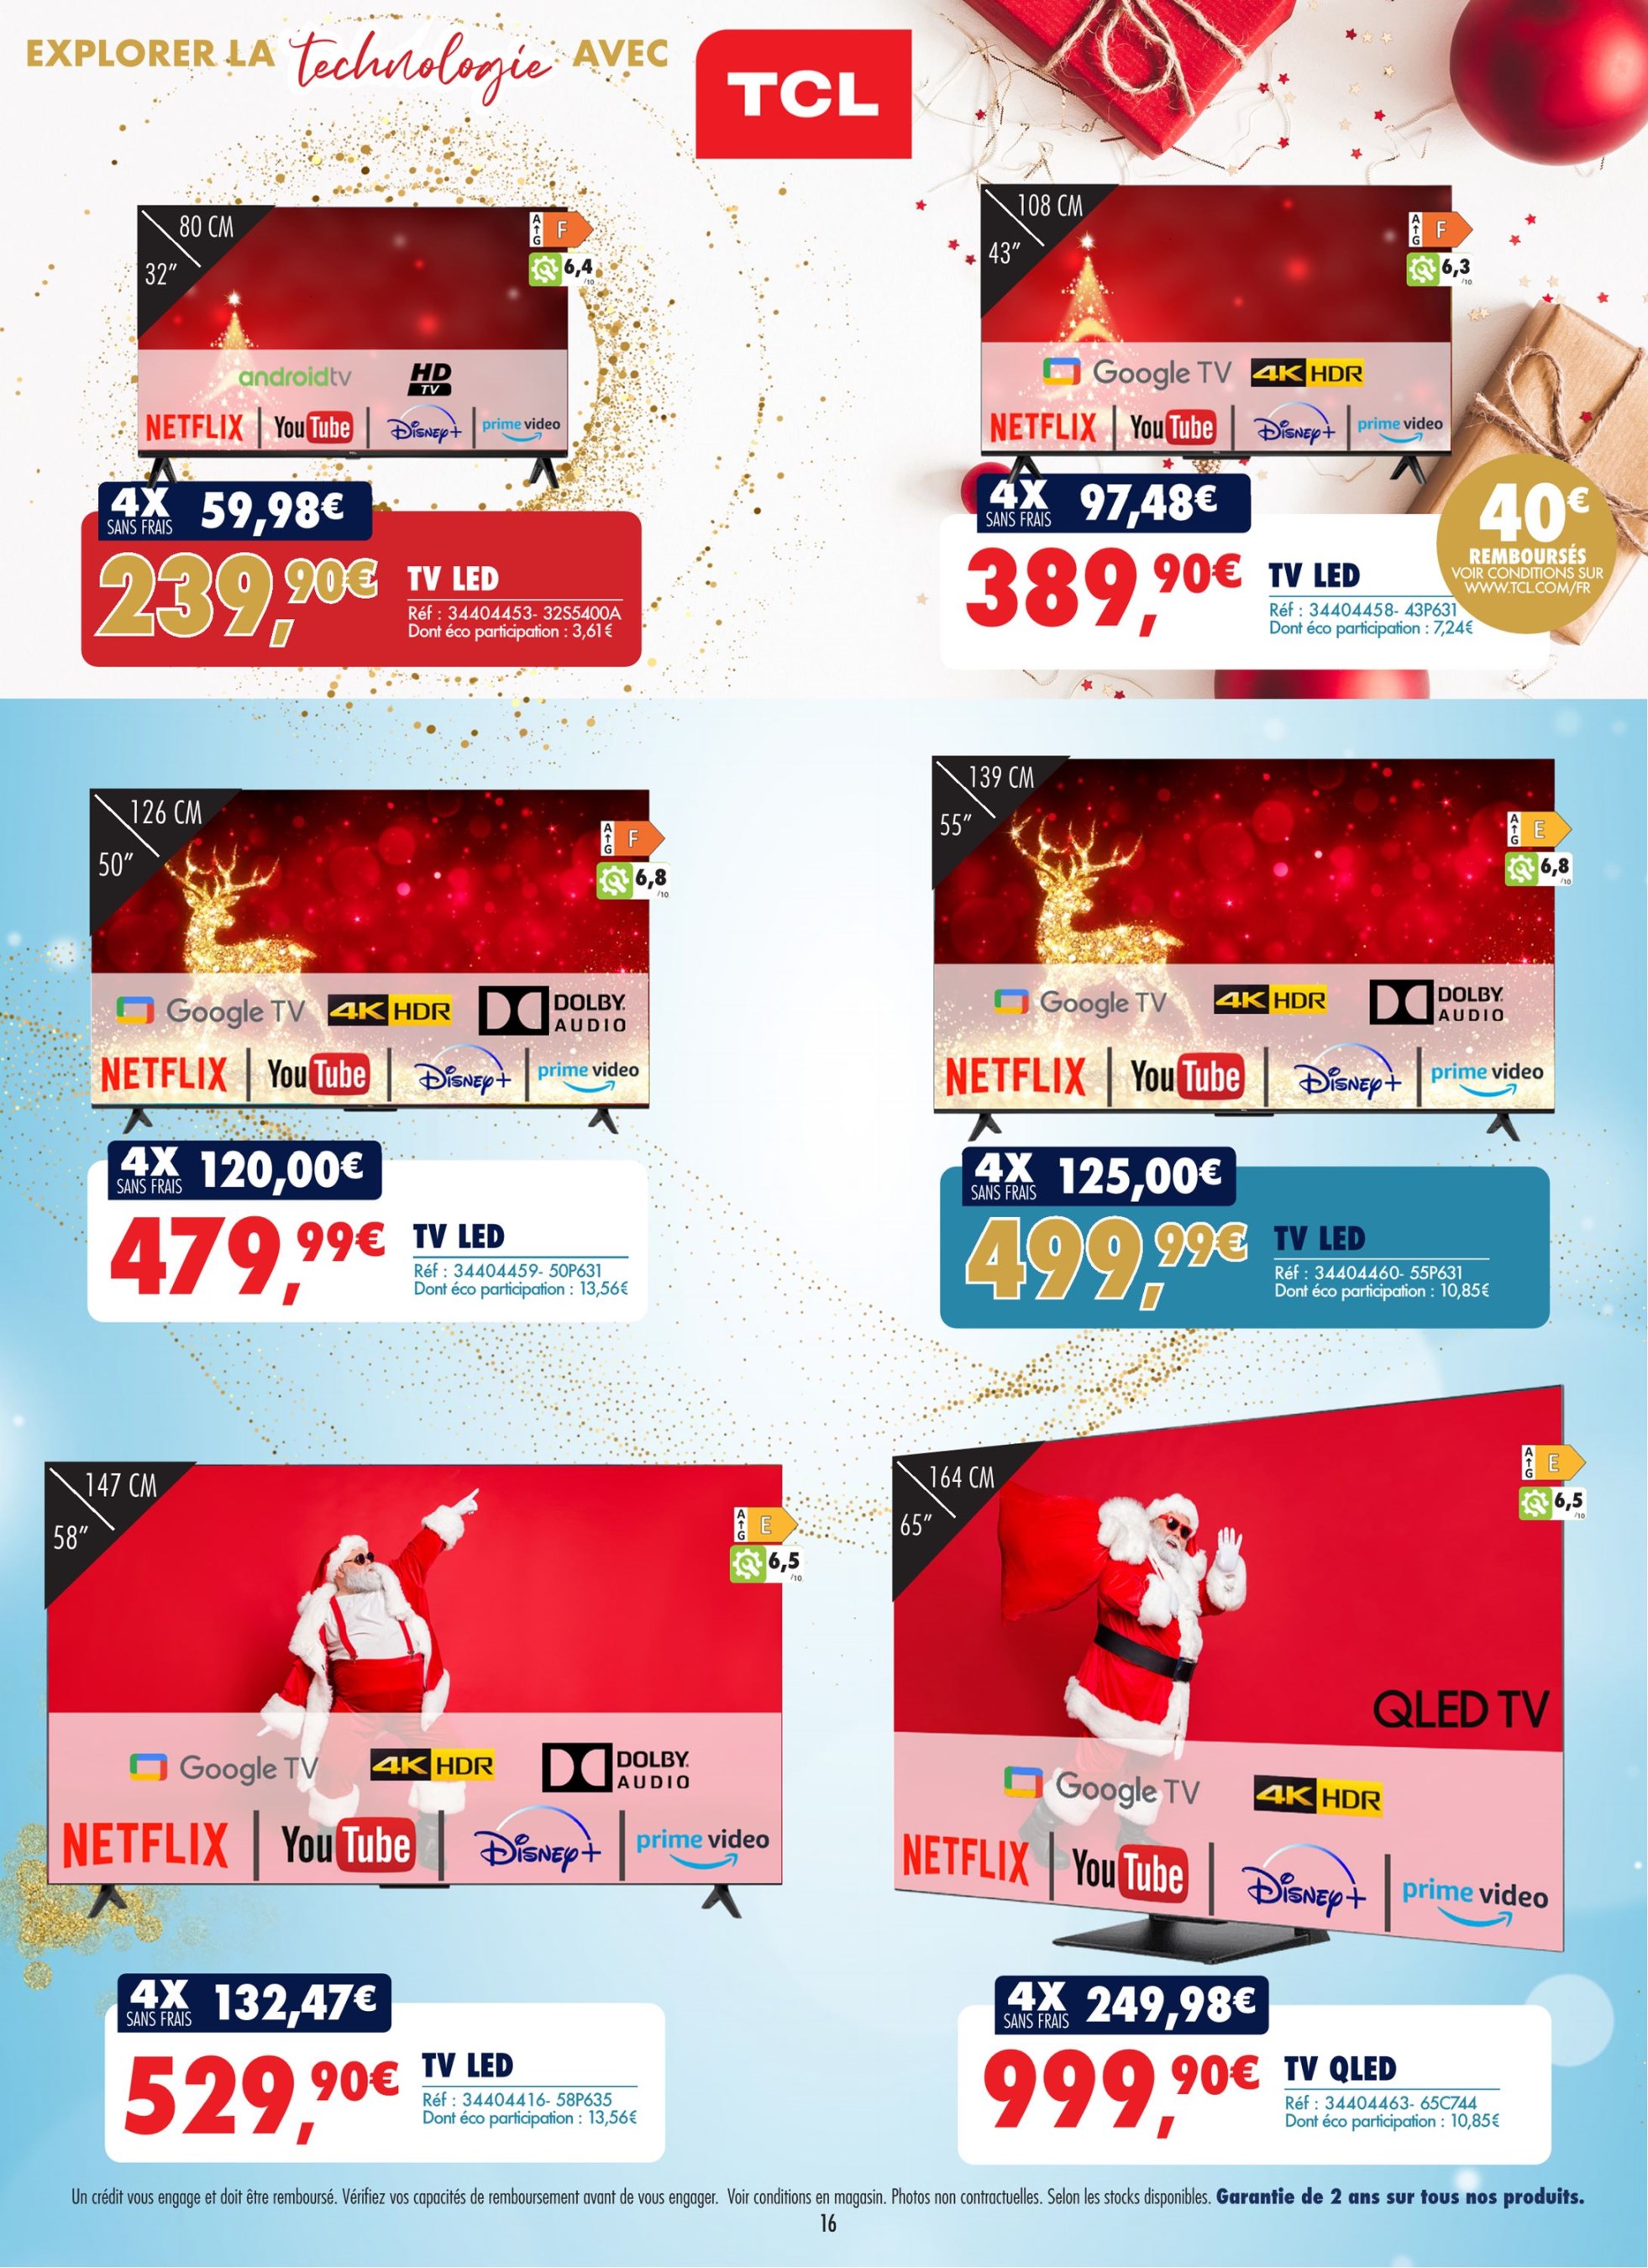 EXPLORER LA technologie AVEC
TCL
80 CM
32"
A
G
F
6,4
/10
androidtv
HD
TV
NETFLIX
YouTube
Disney+
prime video
4X
SANS FRAIS
59,98€
239,90€
TV LED
Réf : 34404453- 32S5400A
Dont éco participation : 3,61€
108 CM
43"
A
G
F
6,3
/10
Google TV
4K HDR
NETFLIX
YouTube
Disney+
prime video
4X
SANS FRAIS
97,48€
389,90€
TV LED
Réf : 34404458- 43P631
Dont éco participation : 7,24€
40€
REMBOURSÉS
VOIR CONDITIONS SUR
WWW.TCL.COM/FR
126 CM
50"
A
G
F
6,8
/10
Google TV
4K HDR
DOLBY
AUDIO
NETFLIX
YouTube
Disney+
prime video
4X
SANS FRAIS
120,00€
479,99€
TV LED
Réf : 34404459- 50P631
Dont éco participation : 13,56€
139 CM
55"
A
G
E
6,8
/10
Google TV
4K HDR
DOLBY
AUDIO
NETFLIX
YouTube
Disney+
prime video
4X
SANS FRAIS
125,00€
499,99€
TV LED
Réf : 34404460- 55P631
Dont éco participation : 10,85€
147 CM
58"
A
G
E
6,5
/10
Google TV
4K HDR
DOLBY
AUDIO
NETFLIX
YouTube
Disney+
prime video
4X
SANS FRAIS
132,47€
529,90€
TV LED
Réf : 34404416- 58P635
Dont éco participation : 13,56€
164 CM
65"
A
G
E
6,5
/10
QLED TV
Google TV
4K HDR
NETFLIX
YouTube
Disney+
prime video
4X
SANS FRAIS
249,98€
999,90€
TV QLED
Réf : 34404463- 65C744
Dont éco participation : 10,85€
Un crédit vous engage et doit être remboursé. Vérifiez vos capacités de remboursement avant de vous engager. Voir conditions en magasin. Photos non contractuelles. Selon les stocks disponibles. Garantie de 2 ans sur tous nos produits.
16